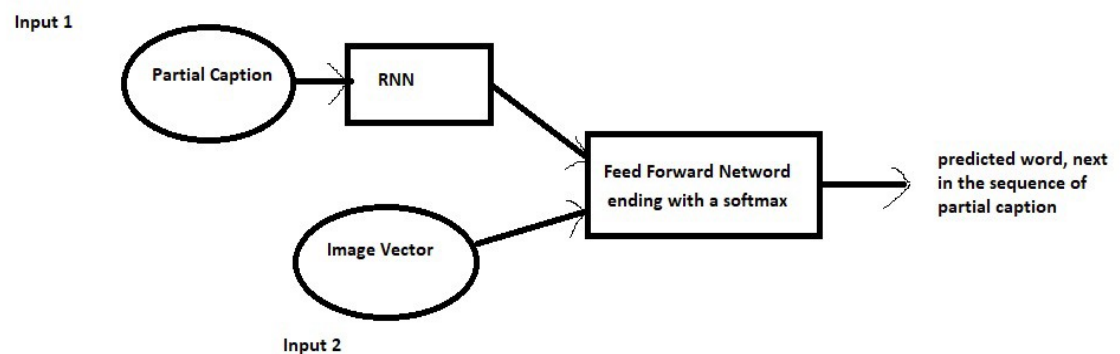 Input 1
Partial Caption
RNN
Feed Forward Netword
ending with a softmax
predicted word, next
in the sequence of
partial caption
Image Vector
Input 2